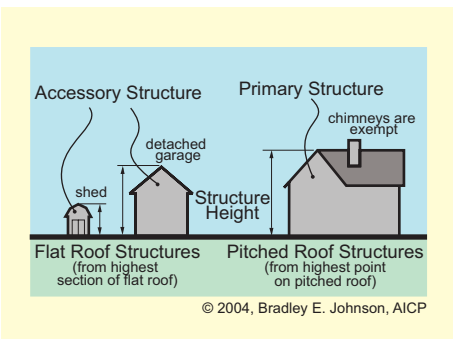 Accessory Structure
Primary Structure
chimneys are
exempt
detached
garage
shed
Structure
Height
Flat Roof Structures
(from highest
section of flat roof)
Pitched Roof Structures
(from highest point
on pitched roof)
© 2004, Bradley E. Johnson, AICP